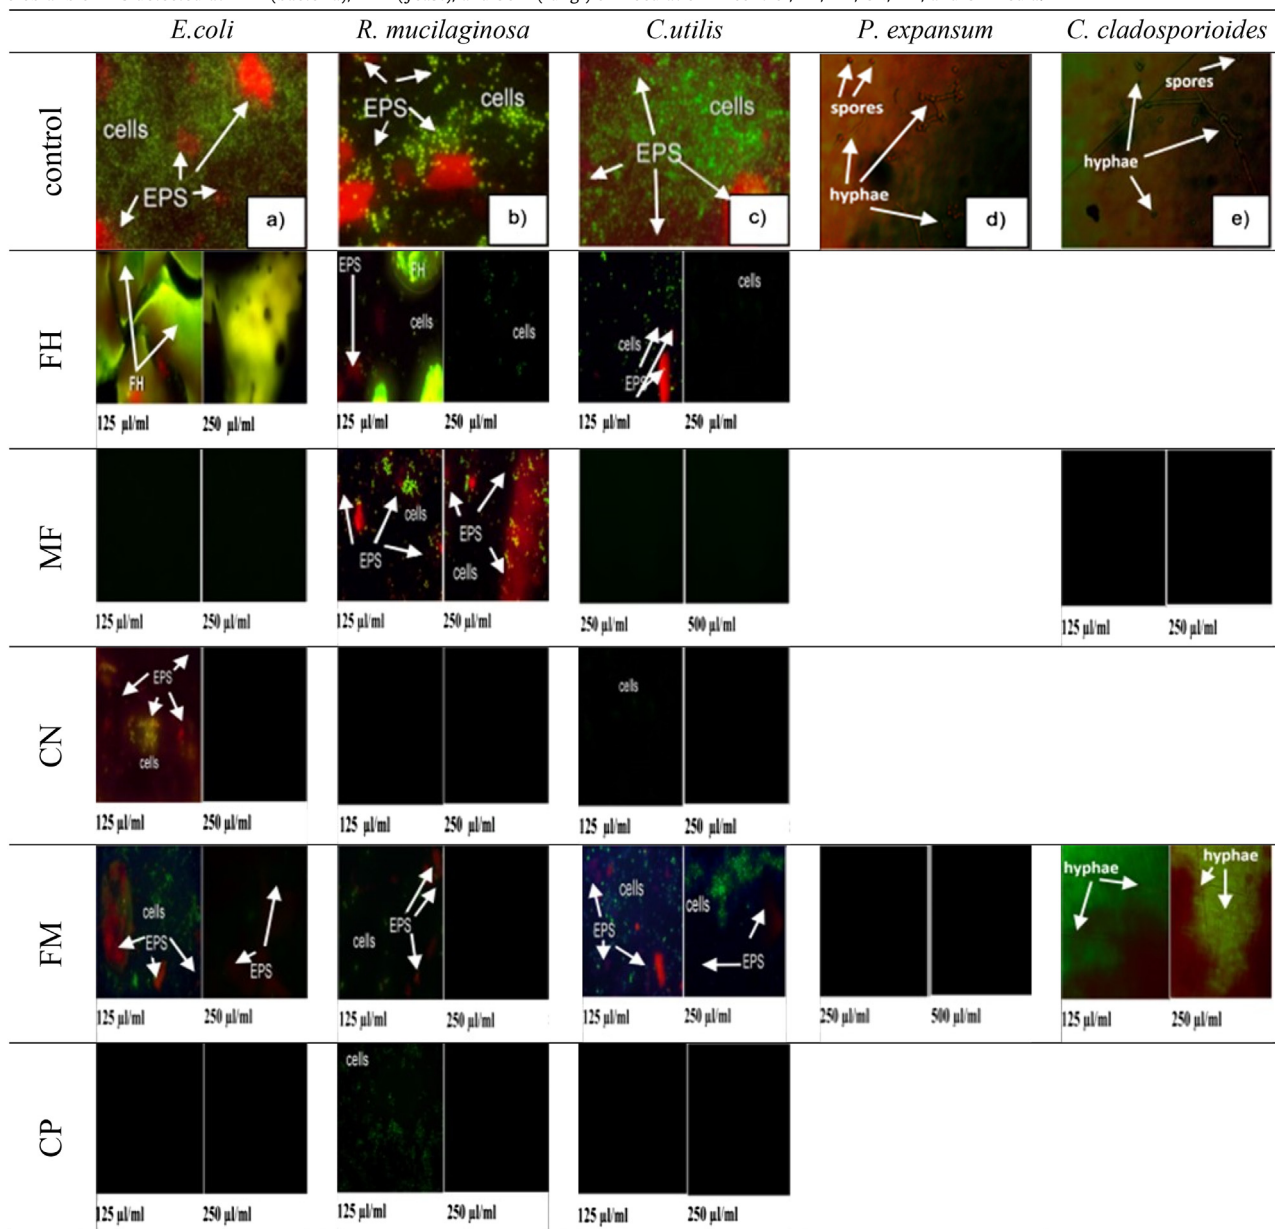 E.coli R. mucilaginosa C.utilis P. expansum C. cladosporioides
control
cells
EPS
a)
EPS
cells
b)
cells
EPS
c)
spores
hyphae
d)
spores
hyphae
e)
FH
FH
125 µl/ml 250 µl/ml
EPS
FH
cells
cells
125 µl/ml 250 µl/ml
cells
EPS
cells
125 µl/ml 250 µl/ml
MF
125 µl/ml 250 µl/ml
cells
EPS
EPS
cells
125 µl/ml 250 µl/ml
250 µl/ml 500 µl/ml
125 µl/ml 250 µl/ml
CN
EPS
cells
125 µl/ml 250 µl/ml
125 µl/ml 250 µl/ml
cells
125 µl/ml 250 µl/ml
FM
cells
EPS
EPS
125 µl/ml 250 µl/ml
EPS
cells
125 µl/ml 250 µl/ml
cells
EPS
cells
EPS
125 µl/ml 250 µl/ml
250 µl/ml 500 µl/ml
hyphae
hyphae
125 µl/ml 250 µl/ml
CP
125 µl/ml 250 µl/ml
cells
125 µl/ml 250 µl/ml
125 µl/ml 250 µl/ml